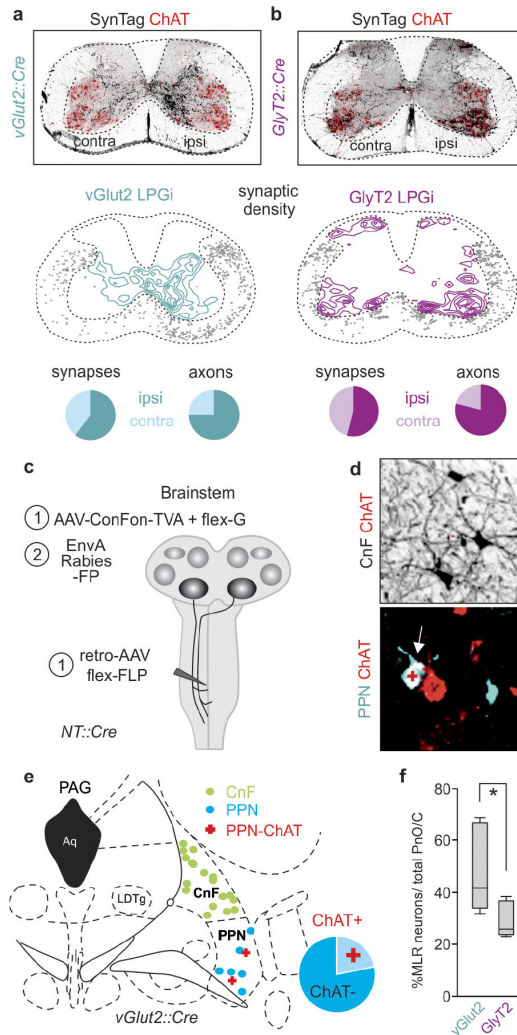 a
SynTag ChAT
vGlut2::Cre
contra
ipsi
vGlut2 LPGi
synapses
axons
ipsi
contra
b
SynTag ChAT
GlyT2::Cre
contra
ipsi
synaptic
density
GlyT2 LPGi
synapses
axons
ipsi
contra
c
Brainstem
1 AAV-ConFon-TVA + flex-G
2 EnvA
Rabies
-FP
1 retro-AAV
flex-FLP
NT::Cre
d
CnF ChAT
PPN ChAT
e
PAG
Aq
LDTg
CnF
PPN
PPN-ChAT
CnF
PPN
ChAT+
ChAT-
vGlut2::Cre
f
%MLR neurons/ total PnO/C
80
60
40
20
0
*
vGlut2
GlyT2